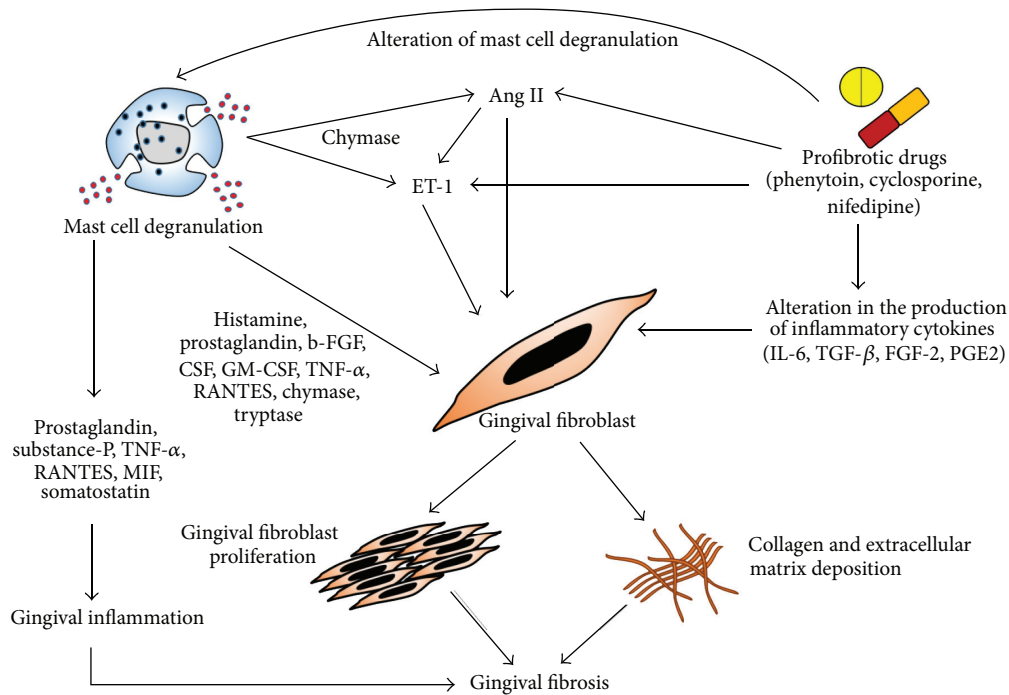 Alteration of mast cell degranulation
Ang II
Chymase
ET-1
Profibrotic drugs
(phenytoin, cyclosporine,
nifedipine)
Mast cell degranulation
Histamine,
prostaglandin, b-FGF,
CSF, GM-CSF, TNF-α,
RANTES, chymase,
tryptase
Alteration in the production
of inflammatory cytokines
(IL-6, TGF-β, FGF-2, PGE2)
Gingival fibroblast
Prostaglandin,
substance-P, TNF-α,
RANTES, MIF,
somatostatin
Gingival fibroblast
proliferation
Collagen and extracellular
matrix deposition
Gingival inflammation
Gingival fibrosis